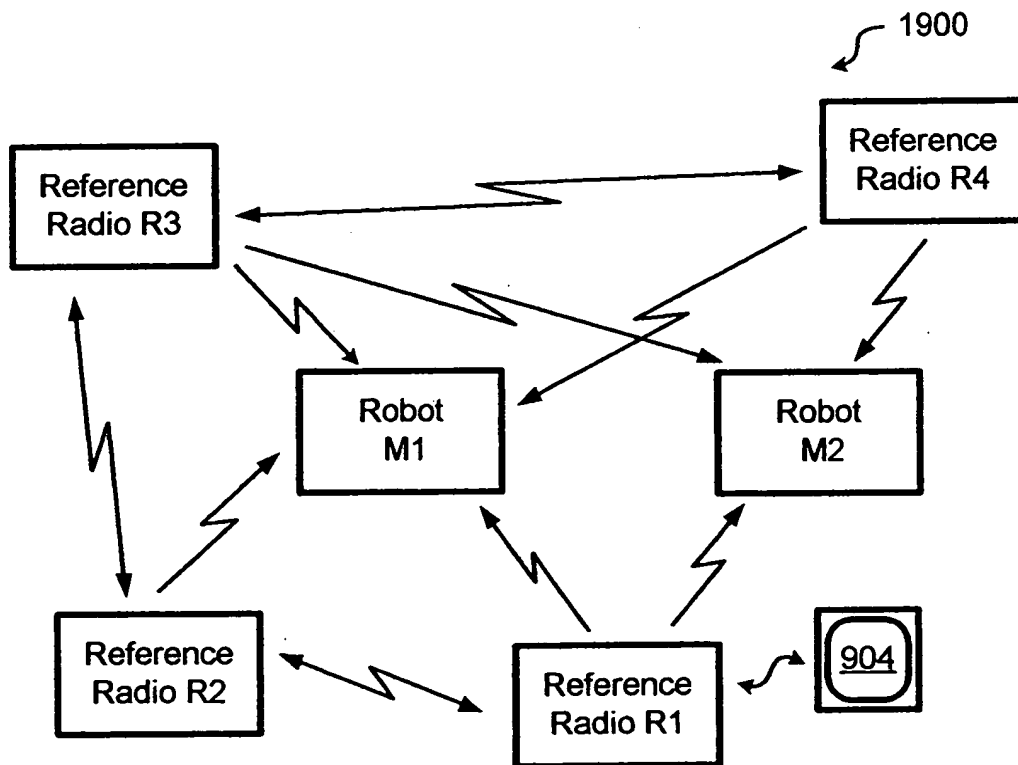 1900
Reference
Radio R4
Reference
Radio R3
Robot
M1
Robot
M2
Reference
Radio R2
Reference
Radio R1
904